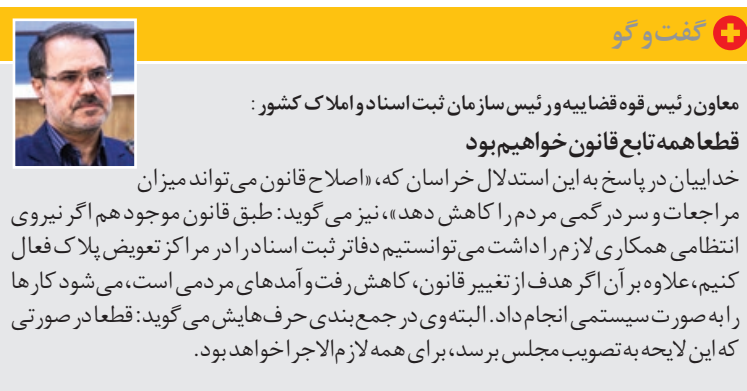 گفت‌و‌گو
معاون رئیس قوه قضاییه و رئیس سازمان ثبت اسناد و املاک کشور:
قطعا همه تابع قانون خواهیم بود
خداییان در پاسخ به این استدلال خراسان که، «اصلاح قانون می‌تواند میزان
مراجعات و سردرگمی مردم را کاهش دهد»، نیز می گوید: طبق قانون موجود هم اگر نیروی
انتظامی همکاری لازم را داشت می‌توانستیم دفاتر ثبت اسناد را در مراکز تعویض پلاک فعال
کنیم، علاوه بر آن اگر هدف از تغییر قانون، کاهش رفت‌و‌آمدهای مردمی است، می‌شود کارها
را به صورت سیستمی انجام داد. البته وی در جمع‌بندی حرف‌هایش می گوید: قطعا در صورتی
که این لایحه به تصویب مجلس برسد، برای همه لازم‌الاجرا خواهد بود.